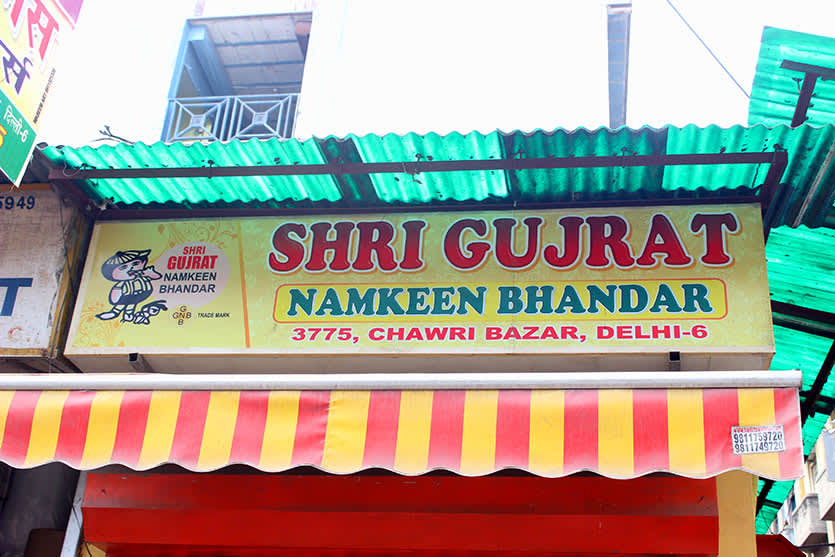 5949
T
दिल्ली-6
SHRI
GUJRAT
NAMKEEN
BHANDAR
G
GNB
B
TRADE MARK
SHRI GUJRAT
NAMKEEN BHANDAR
3775, CHAWRI BAZAR, DELHI-6
9811759720
9811749720